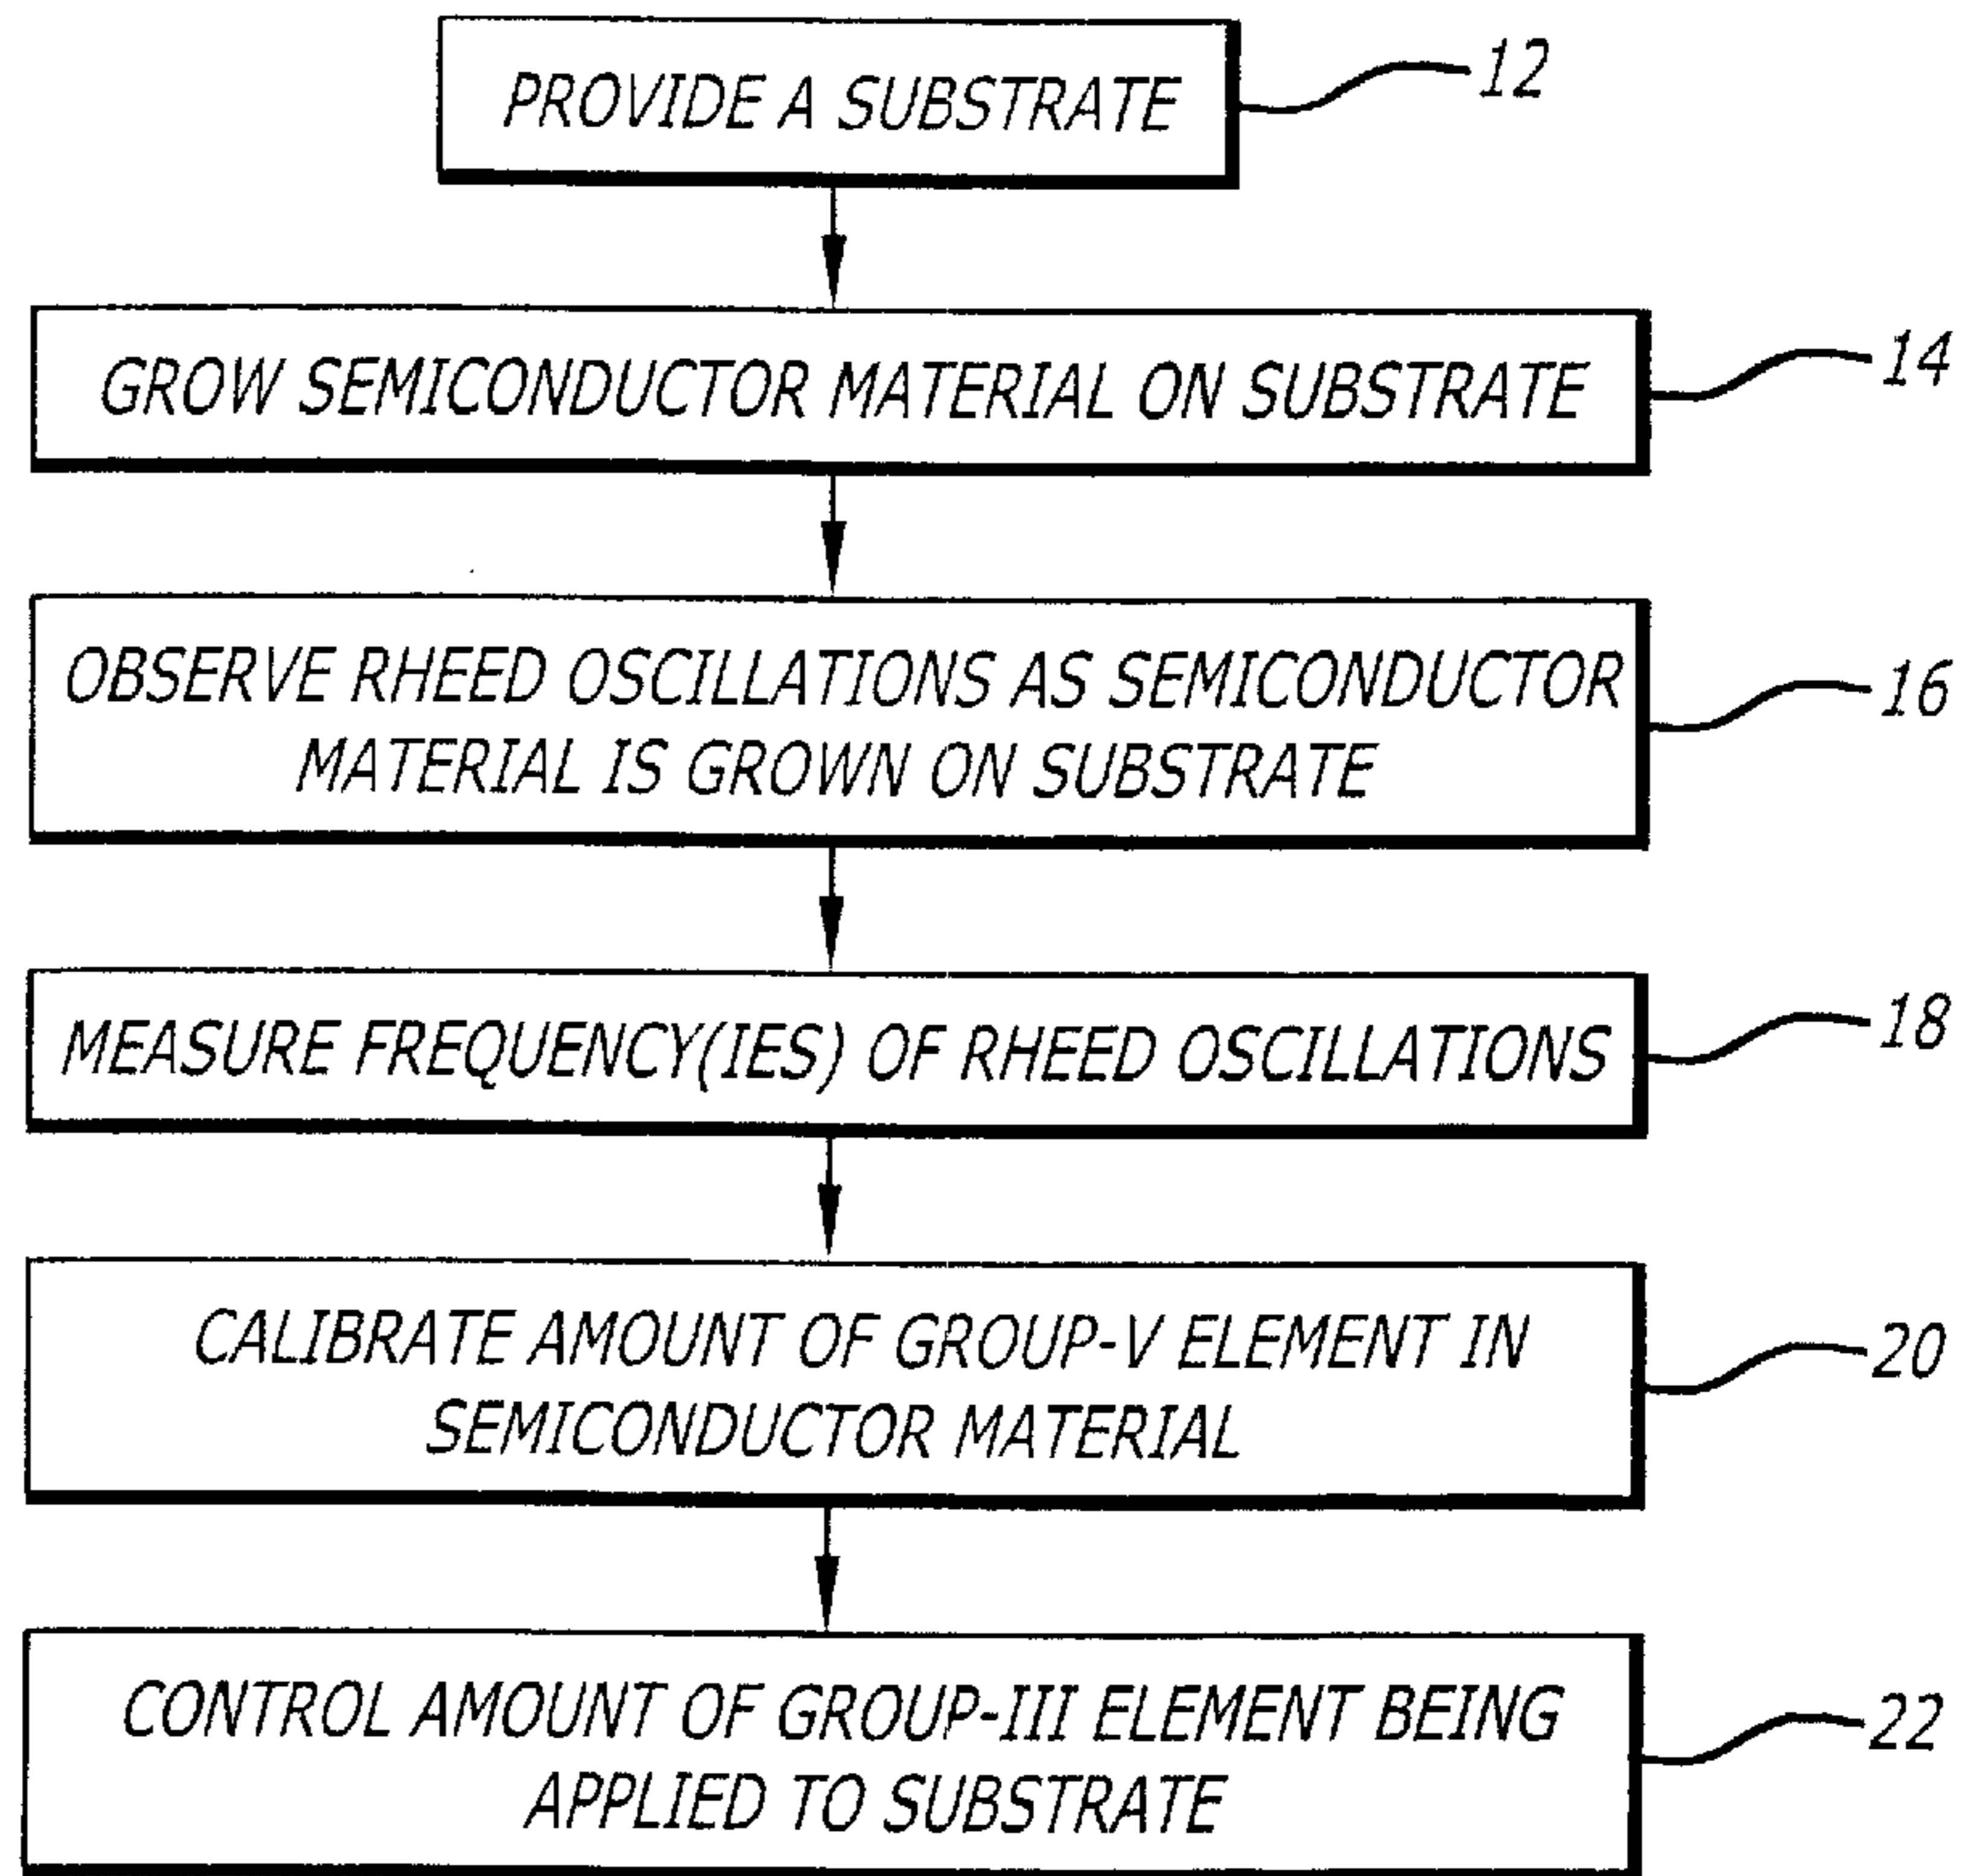 PROVIDE A SUBSTRATE
12
GROW SEMICONDUCTOR MATERIAL ON SUBSTRATE
14
OBSERVE RHEED OSCILLATIONS AS SEMICONDUCTOR
MATERIAL IS GROWN ON SUBSTRATE
16
MEASURE FREQUENCY(IES) OF RHEED OSCILLATIONS
18
CALIBRATE AMOUNT OF GROUP-V ELEMENT IN
SEMICONDUCTOR MATERIAL
20
CONTROL AMOUNT OF GROUP-III ELEMENT BEING
APPLIED TO SUBSTRATE
22